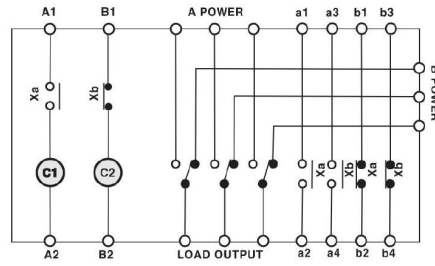 A1 B1 A POWER a1 a3 b1 b3
B POWER
Xa Xb
Xa Xb Xa Xb
C1 C2
A2 B2 LOAD OUTPUT a2 a4 b2 b4